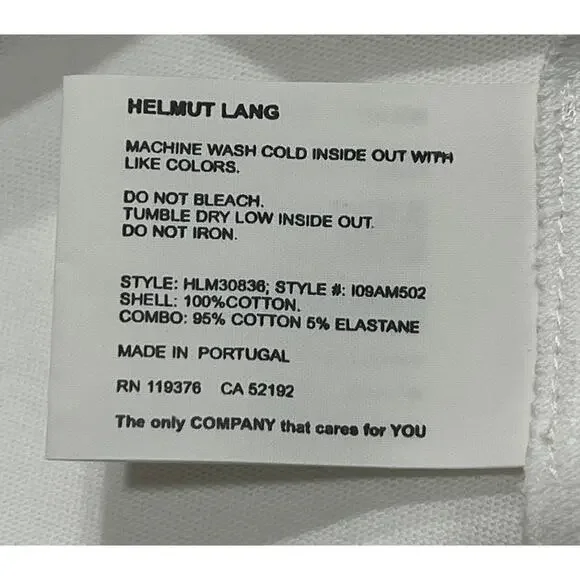 HELMUT LANG
MACHINE WASH COLD INSIDE OUT WITH
LIKE COLORS.
DO NOT BLEACH.
TUMBLE DRY LOW INSIDE OUT.
DO NOT IRON.
STYLE: HLM30836; STYLE #: I09AM502
SHELL: 100%COTTON.
COMBO: 95% COTTON 5% ELASTANE
MADE IN PORTUGAL
RN 119376 CA 52192
The only COMPANY that cares for YOU